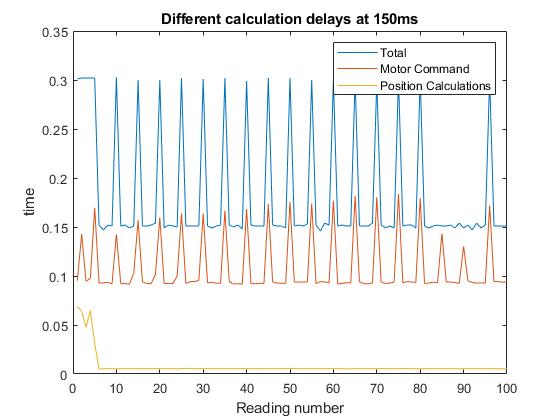 Different calculation delays at 150ms
0.35
0.3
0.25
0.2
0.15
0.1
0.05
0
time
Total
Motor Command
Position Calculations
0 10 20 30 40 50 60 70 80 90 100
Reading number